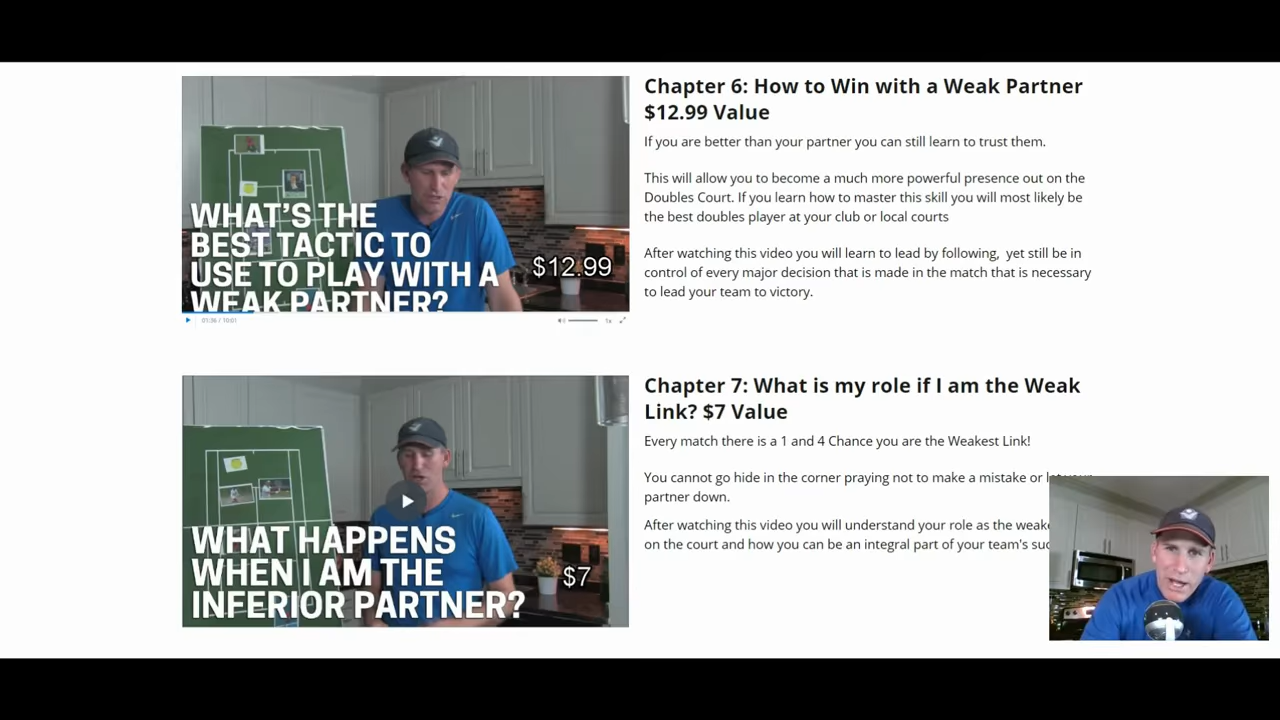 WHAT'S THE
BEST TACTIC TO
USE TO PLAY WITH A
WEAK PARTNER?
$12.99
01:36 / 10:01
1x
Chapter 6: How to Win with a Weak Partner
$12.99 Value
If you are better than your partner you can still learn to trust them.
This will allow you to become a much more powerful presence out on the
Doubles Court. If you learn how to master this skill you will most likely be
the best doubles player at your club or local courts
After watching this video you will learn to lead by following, yet still be in
control of every major decision that is made in the match that is necessary
to lead your team to victory.
WHAT HAPPENS
WHEN I AM THE
INFERIOR PARTNER?
$7
Chapter 7: What is my role if I am the Weak
Link? $7 Value
Every match there is a 1 and 4 Chance you are the Weakest Link!
You cannot go hide in the corner praying not to make a mistake or
partner down.
After watching this video you will understand your role as the
on the court and how you can be an integral part of your team's